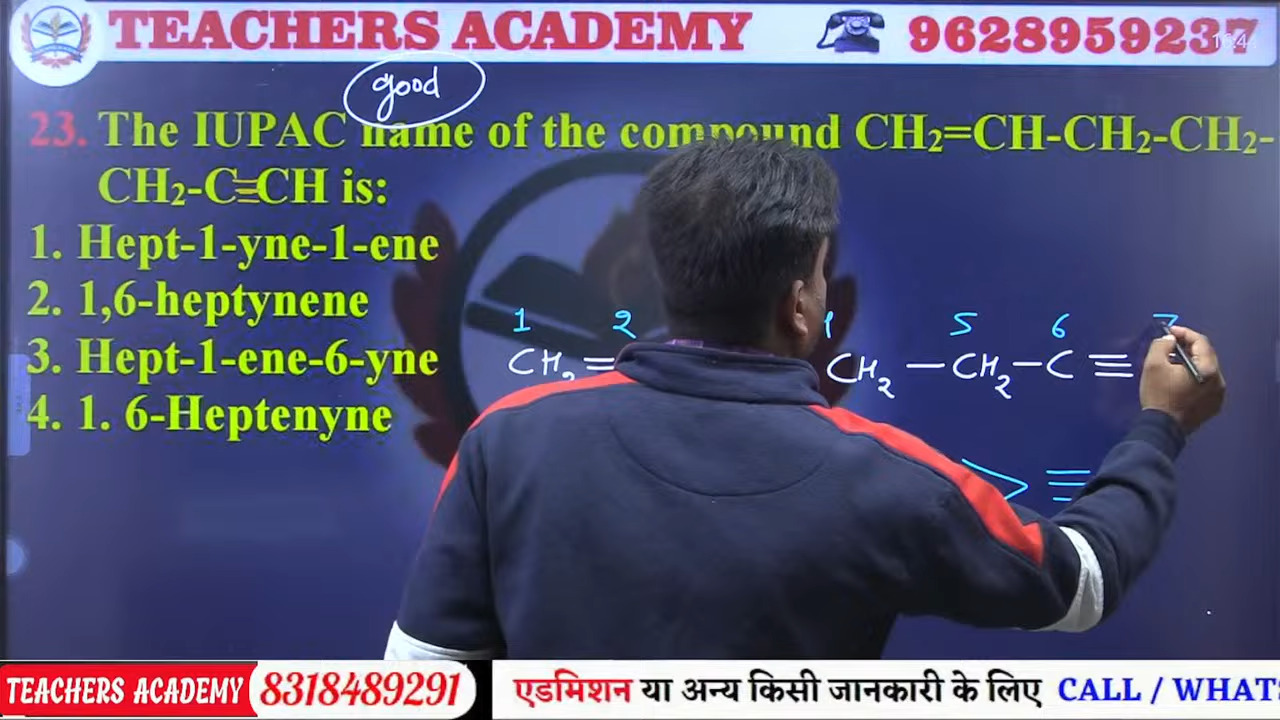 TEACHERS ACADEMY 9628959237
good
23. The IUPAC name of the compound CH₂=CH-CH₂-CH₂-
CH₂-C≡CH is:
1. Hept-1-yne-1-ene
2. 1,6-heptynene
3. Hept-1-ene-6-yne
4. 1. 6-Heptenyne
1 2 5 6 7
CH₂ = CH₂ — CH₂ — C ≡
> ≡
TEACHERS ACADEMY 8318489291 एडमिशन या अन्य किसी जानकारी के लिए CALL / WHATS